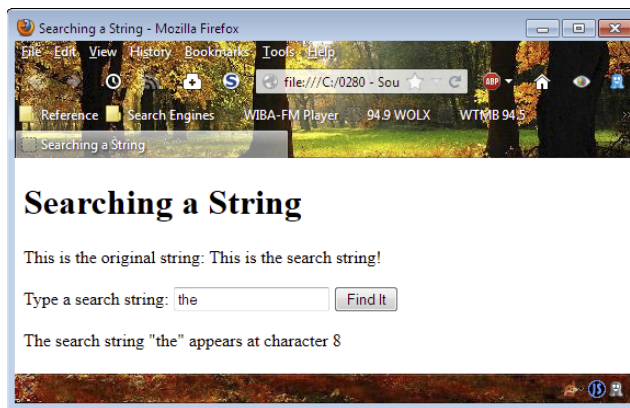 Searching a String - Mozilla Firefox
File Edit View History Bookmarks Tools Help
S file:///C:/0280 - Sou ABP
Reference Search Engines WIBA-FM Player 94.9 WOLX WTMB 94.5
Searching a String
Searching a String
This is the original string: This is the search string!
Type a search string: the Find It
The search string "the" appears at character 8
JS